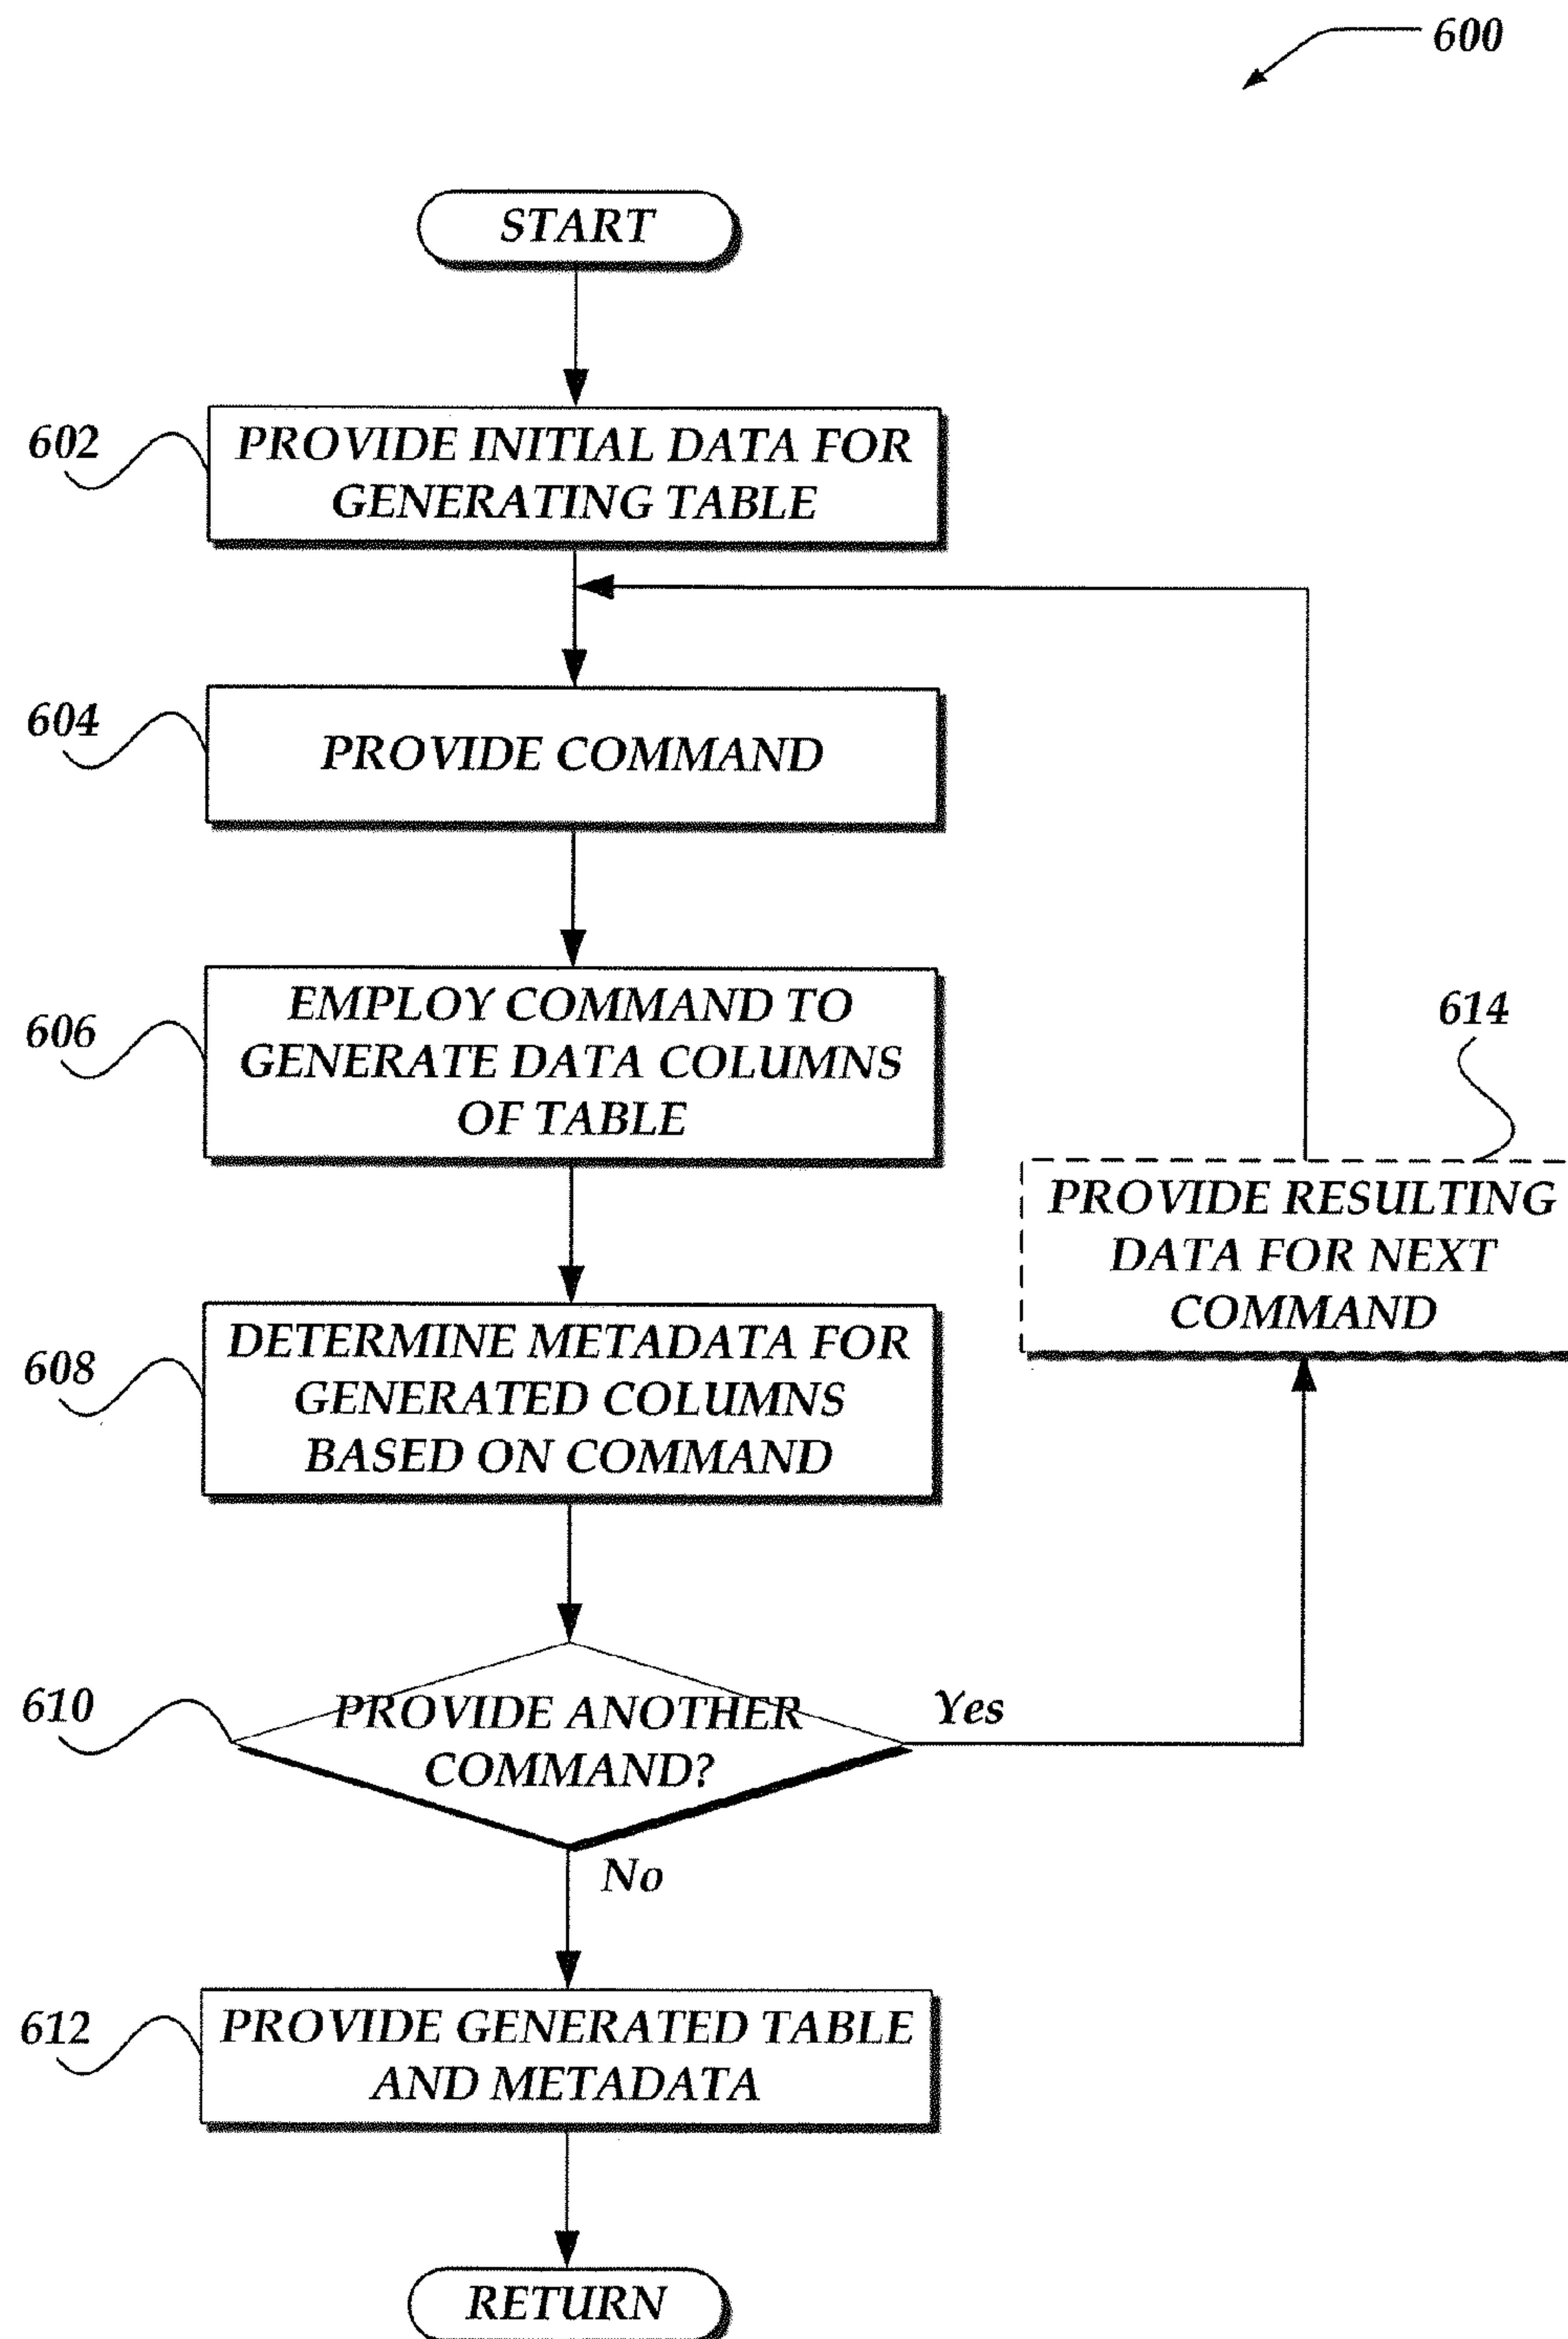 600
START
602
PROVIDE INITIAL DATA FOR
GENERATING TABLE
604
PROVIDE COMMAND
606
EMPLOY COMMAND TO
GENERATE DATA COLUMNS
OF TABLE
614
PROVIDE RESULTING
DATA FOR NEXT
COMMAND
608
DETERMINE METADATA FOR
GENERATED COLUMNS
BASED ON COMMAND
610
PROVIDE ANOTHER
COMMAND?
Yes
No
612
PROVIDE GENERATED TABLE
AND METADATA
RETURN